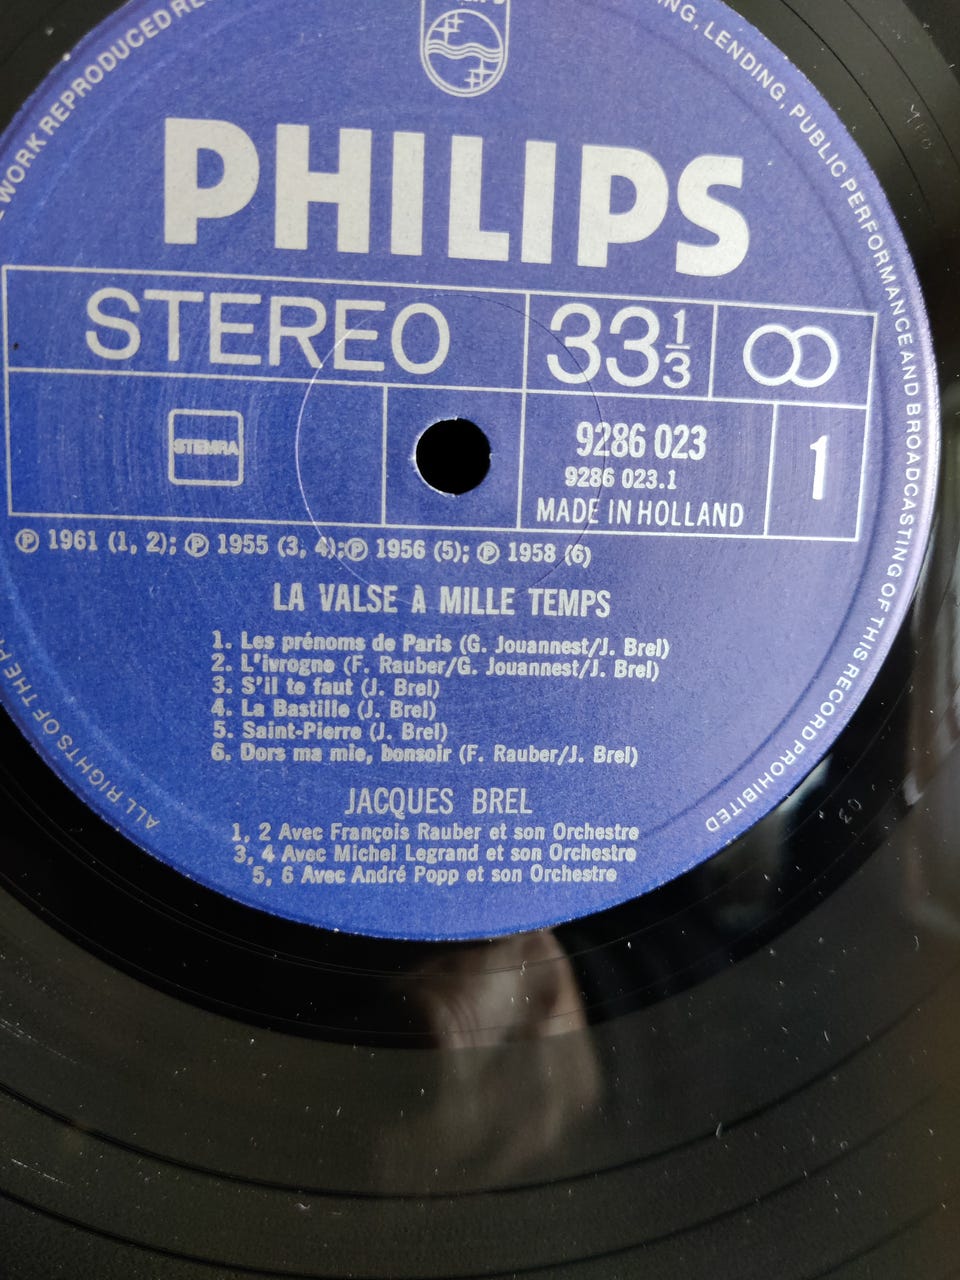 WORK REPRODUCED
LENDING, PUBLIC PERFORMANCE AND BROADCASTING OF THIS RECORD PROHIBITED
PHILIPS
STEREO
33 1/3
STEMRA
9286 023
9286 023.1
MADE IN HOLLAND
1
℗ 1961 (1, 2); ℗ 1955 (3, 4);℗ 1956 (5); ℗ 1958 (6)
LA VALSE À MILLE TEMPS
1. Les prénoms de Paris (G. Jouannest/J. Brel)
2. L'ivrogne (F. Rauber/G. Jouannest/J. Brel)
3. S'il te faut (J. Brel)
4. La Bastille (J. Brel)
5. Saint-Pierre (J. Brel)
6. Dors ma mie, bonsoir (F. Rauber/J. Brel)
JACQUES BREL
1, 2 Avec François Rauber et son Orchestre
3, 4 Avec Michel Legrand et son Orchestre
5, 6 Avec André Popp et son Orchestre
ALL RIGHTS OF THE